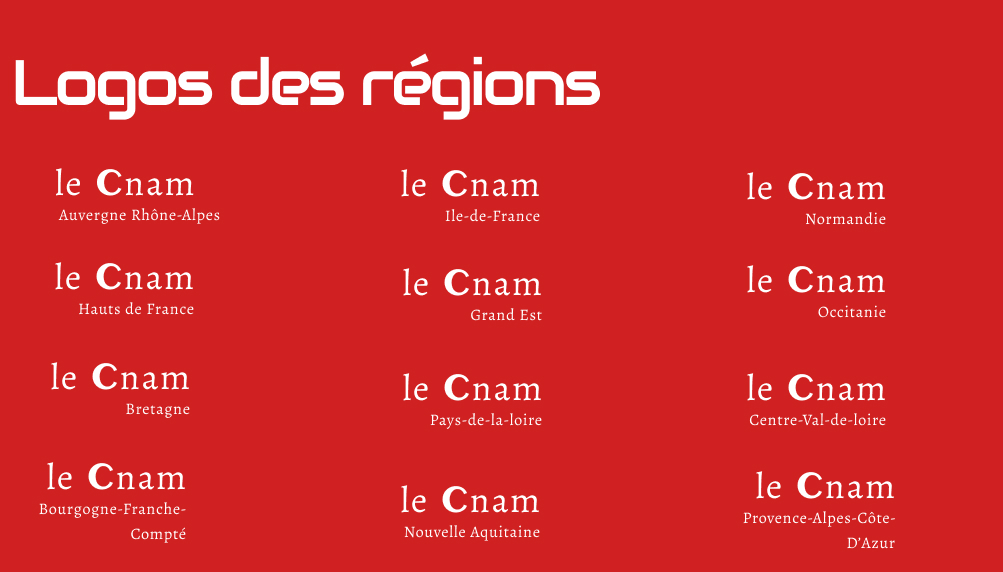 Logos des régions
le Cnam
Auvergne Rhône-Alpes
le Cnam
Ile-de-France
le Cnam
Normandie
le Cnam
Hauts de France
le Cnam
Grand Est
le Cnam
Occitanie
le Cnam
Bretagne
le Cnam
Pays-de-la-loire
le Cnam
Centre-Val-de-loire
le Cnam
Bourgogne-Franche-
Compté
le Cnam
Nouvelle Aquitaine
le Cnam
Provence-Alpes-Côte-
D'Azur